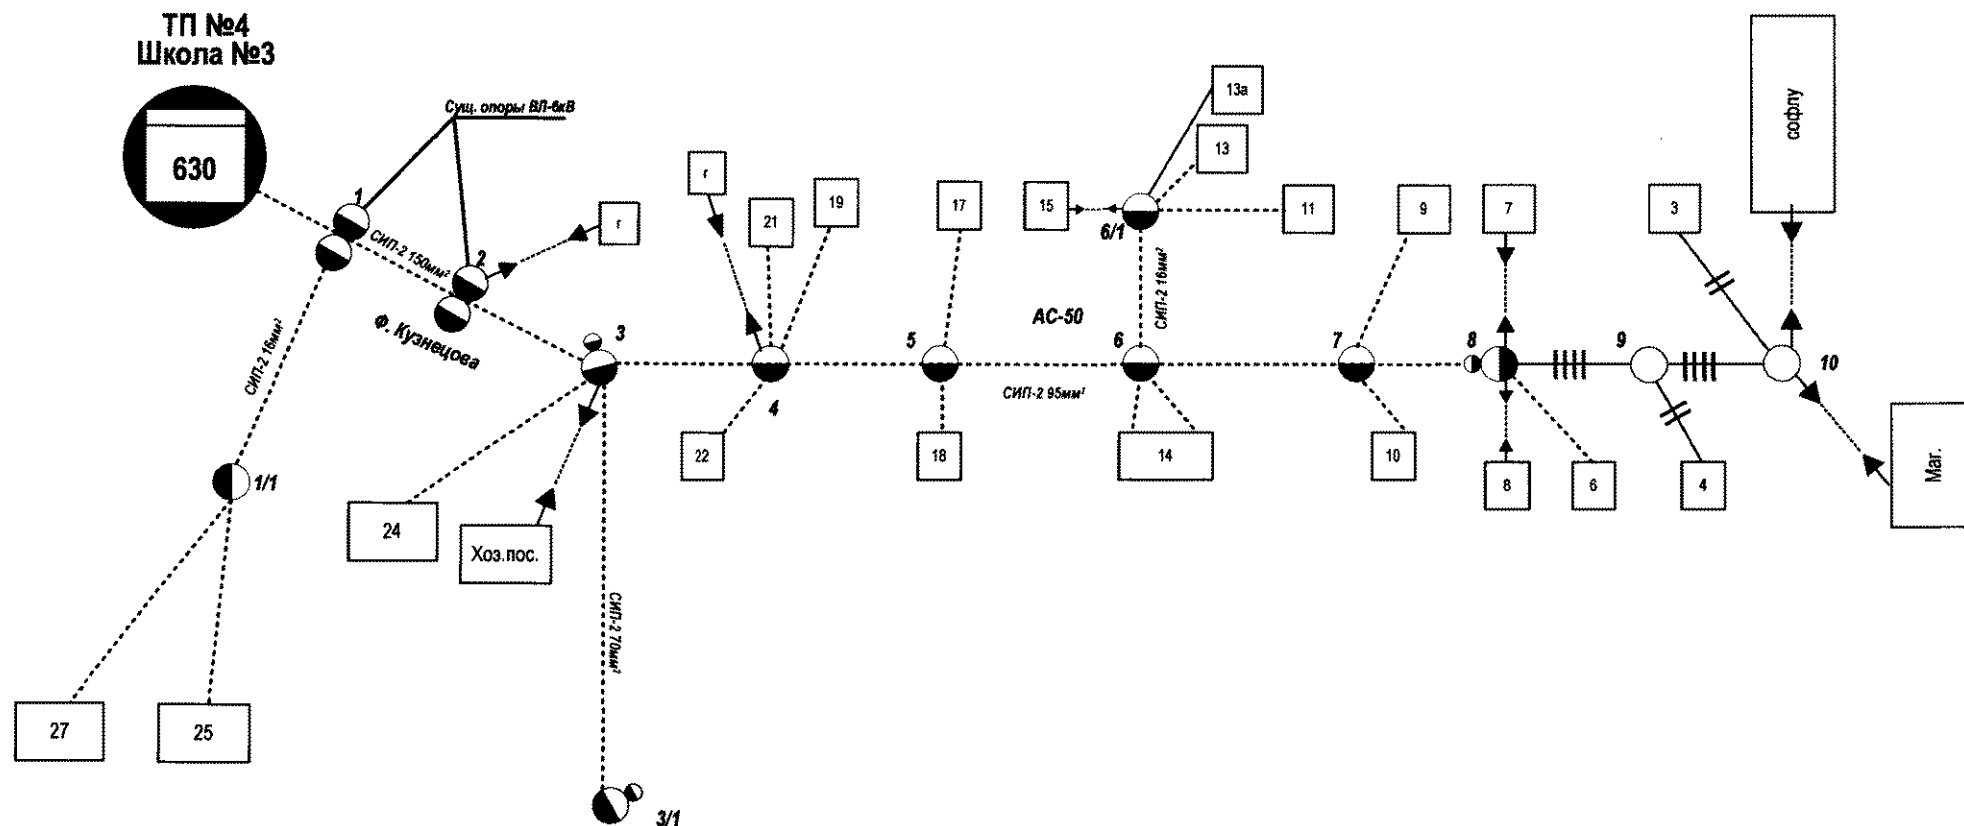 ТП №4
Школа №3
630
Сущ. опоры ВЛ-6кВ
1
СИП-2 150мм²
2
г
Ф. Кузнецова
СИП-2 16мм²
1/1
27
25
3
24
Хоз.пос.
СИП-2 70мм²
3/1
г
21
19
4
22
5
17
18
СИП-2 95мм²
АС-50
13а
13
15
11
6/1
СИП-2 16мм²
6
14
7
9
10
7
8
8
6
9
4
3
софлу
10
Маг.